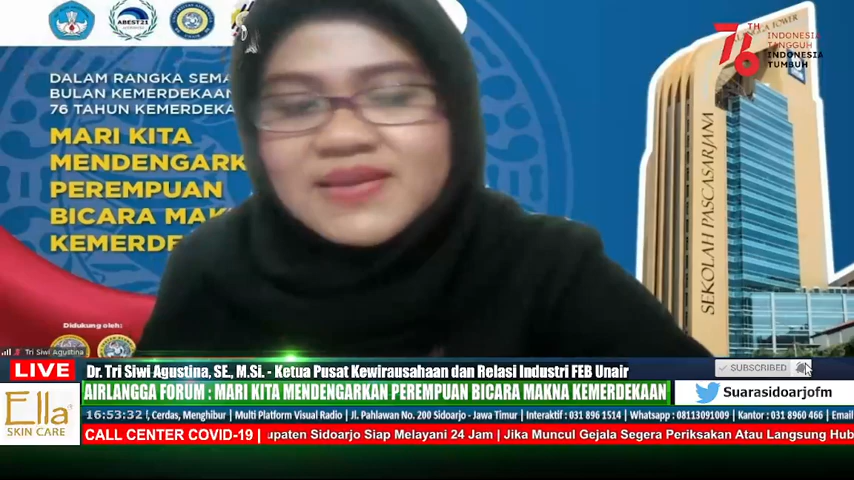 ABEST21
76 TH
INDONESIA
TANGGUH
INDONESIA
TUMBUH
DALAM RANGKA SEMA
BULAN KEMERDEKAAN
76 TAHUN KEMERDEKA
MARI KITA
MENDENGARK
PEREMPUAN
BICARA MAK
KEMERDE
SEKOLAH PASCASARJANA
Didukung oleh:
Tri Siwi Agustina
LIVE
Dr. Tri Siwi Agustina, SE., M.Si. - Ketua Pusat Kewirausahaan dan Relasi Industri FEB Unair
SUBSCRIBED
AIRLANGGA FORUM : MARI KITA MENDENGARKAN PEREMPUAN BICARA MAKNA KEMERDEKAAN
Suarasidoarjofm
Ella
SKIN CARE
16:53:32 , Cerdas, Menghibur | Multi Platform Visual Radio | Jl. Pahlawan No. 200 Sidoarjo - Jawa Timur | Interaktif : 031 896 1514 | Whatsapp : 08113091009 | Kantor : 031 8960 466 | Email
CALL CENTER COVID-19 | upaten Sidoarjo Siap Melayani 24 Jam | Jika Muncul Gejala Segera Periksakan Atau Langsung Hub